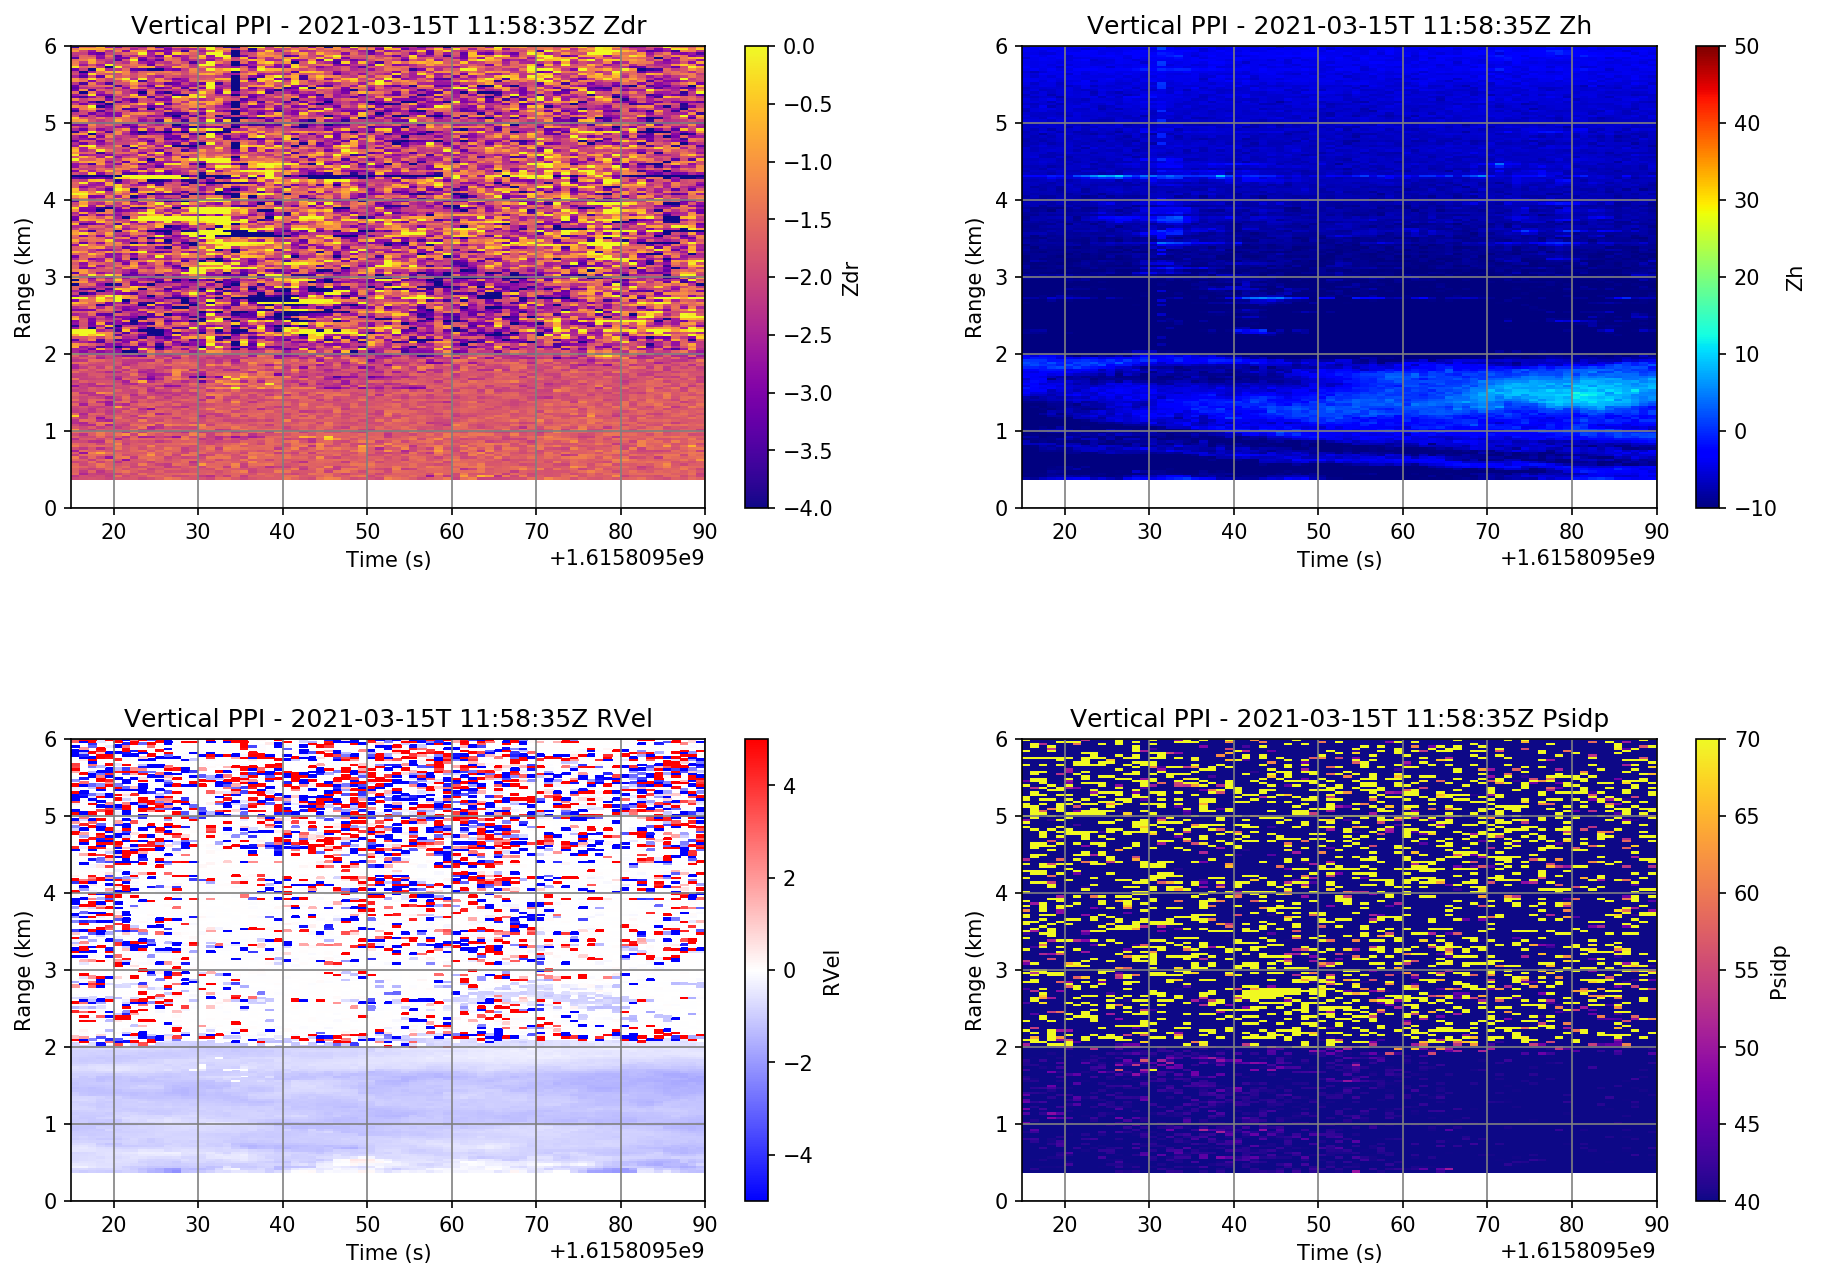 Vertical PPI - 2021-03-15T 11:58:35Z Zdr
6
5
4
3
2
1
0
Range (km)
20 30 40 50 60 70 80 90
Time (s)
+1.6158095e9
0.0
−0.5
−1.0
−1.5
−2.0
−2.5
−3.0
−3.5
−4.0
Zdr
Vertical PPI - 2021-03-15T 11:58:35Z Zh
6
5
4
3
2
1
0
Range (km)
20 30 40 50 60 70 80 90
Time (s)
+1.6158095e9
50
40
30
20
10
0
−10
Zh
Vertical PPI - 2021-03-15T 11:58:35Z RVel
6
5
4
3
2
1
0
Range (km)
20 30 40 50 60 70 80 90
Time (s)
+1.6158095e9
4
2
0
−2
−4
RVel
Vertical PPI - 2021-03-15T 11:58:35Z Psidp
6
5
4
3
2
1
0
Range (km)
20 30 40 50 60 70 80 90
Time (s)
+1.6158095e9
70
65
60
55
50
45
40
Psidp